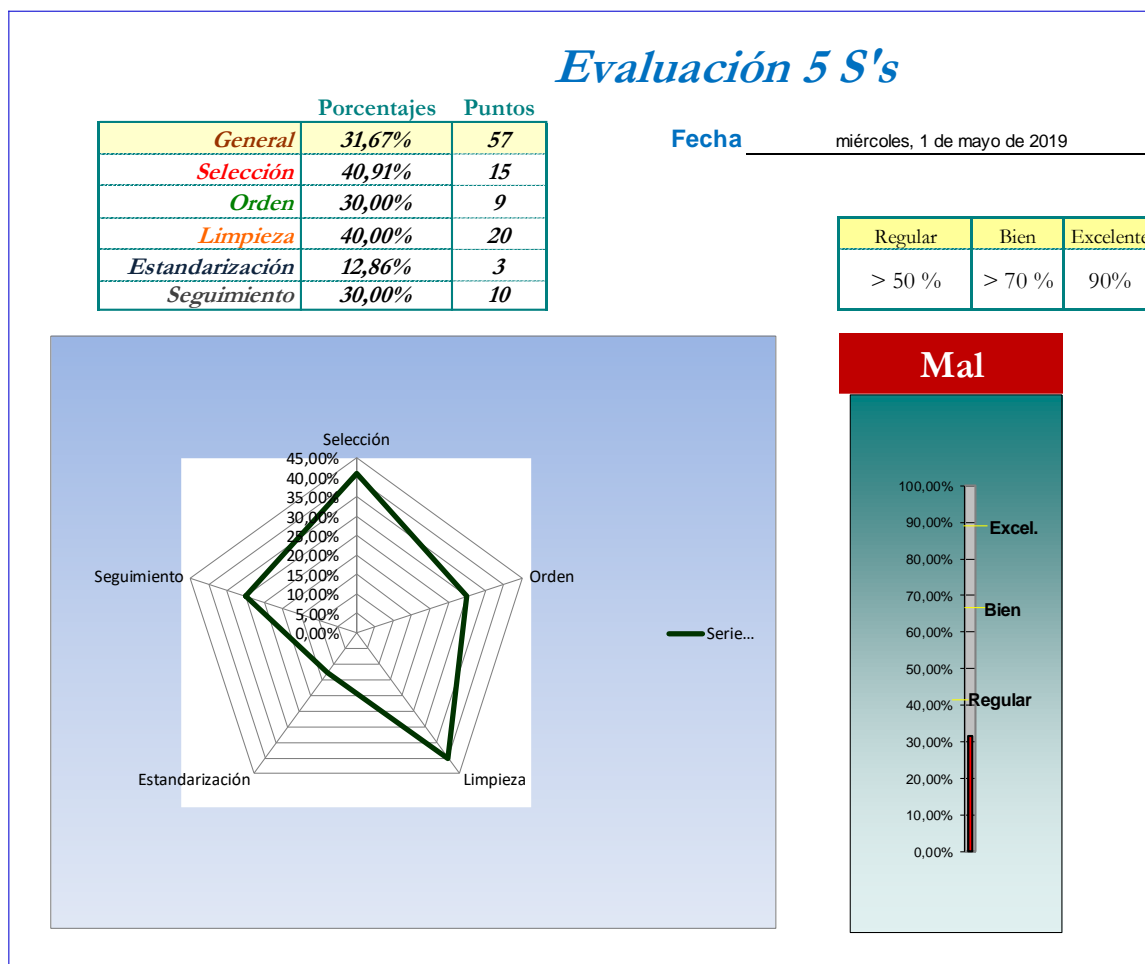 Evaluación 5 S's
Porcentajes Puntos
General 31,67% 57
Selección 40,91% 15
Orden 30,00% 9
Limpieza 40,00% 20
Estandarización 12,86% 3
Seguimiento 30,00% 10
Fecha miércoles, 1 de mayo de 2019
Regular Bien Excelente
> 50 % > 70 % 90%
Selección
45,00%
40,00%
35,00%
30,00%
25,00%
20,00%
15,00%
10,00%
5,00%
0,00%
Seguimiento
Orden
Estandarización
Limpieza
Serie...
Mal
100,00%
90,00%
80,00%
70,00%
60,00%
50,00%
40,00%
30,00%
20,00%
10,00%
0,00%
Excel.
Bien
Regular